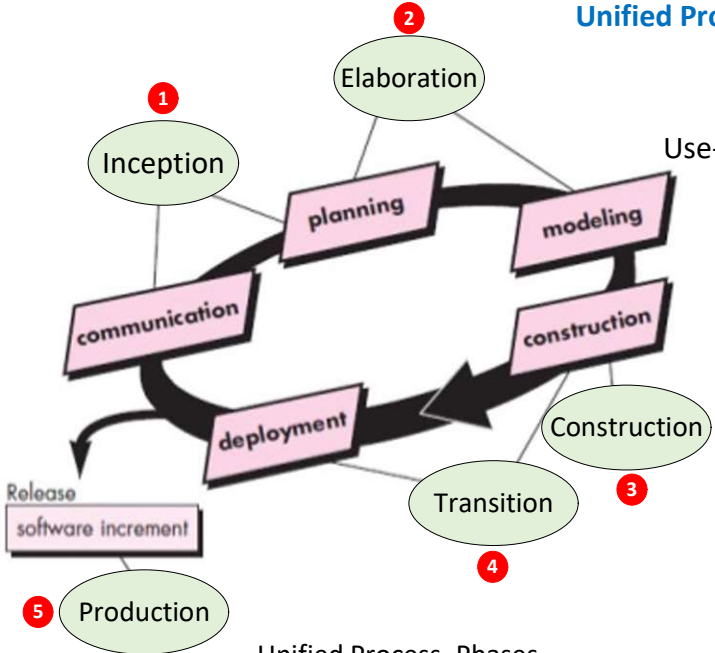 2
Unified Pro
Elaboration
1
Inception
Use-
planning
modeling
communication
construction
deployment
Construction
3
Release
software increment
Transition
4
5
Production
Unified Process Phases